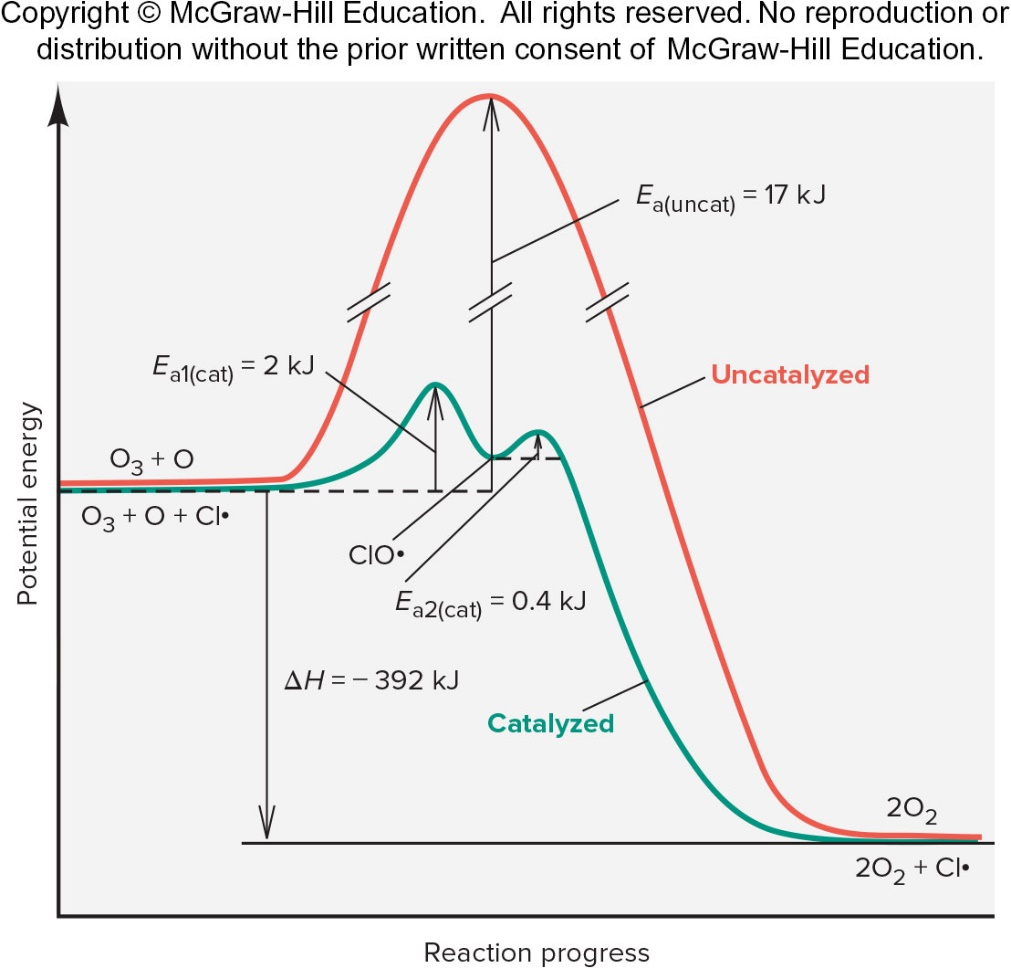 Copyright © McGraw-Hill Education. All rights reserved. No reproduction or
distribution without the prior written consent of McGraw-Hill Education.
Eₐ(uncat) = 17 kJ
Eₐ1(cat) = 2 kJ
Uncatalyzed
O₃ + O
O₃ + O + Cl•
ClO•
Eₐ2(cat) = 0.4 kJ
ΔH = – 392 kJ
Catalyzed
2O₂
2O₂ + Cl•
Potential energy
Reaction progress